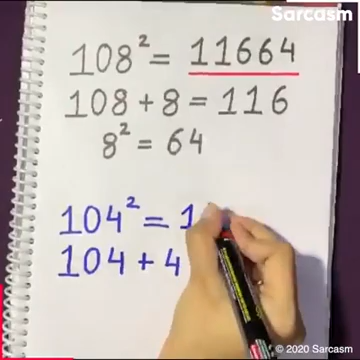 Sarcasm
108² = 11664
108 + 8 = 116
8² = 64
104² = 1
104 + 4
© 2020 Sarcasm